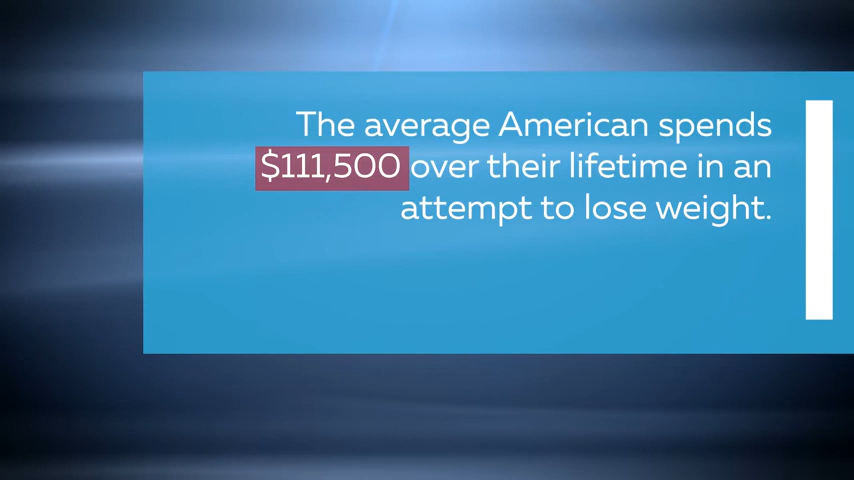 The average American spends
$111,500 over their lifetime in an
attempt to lose weight.